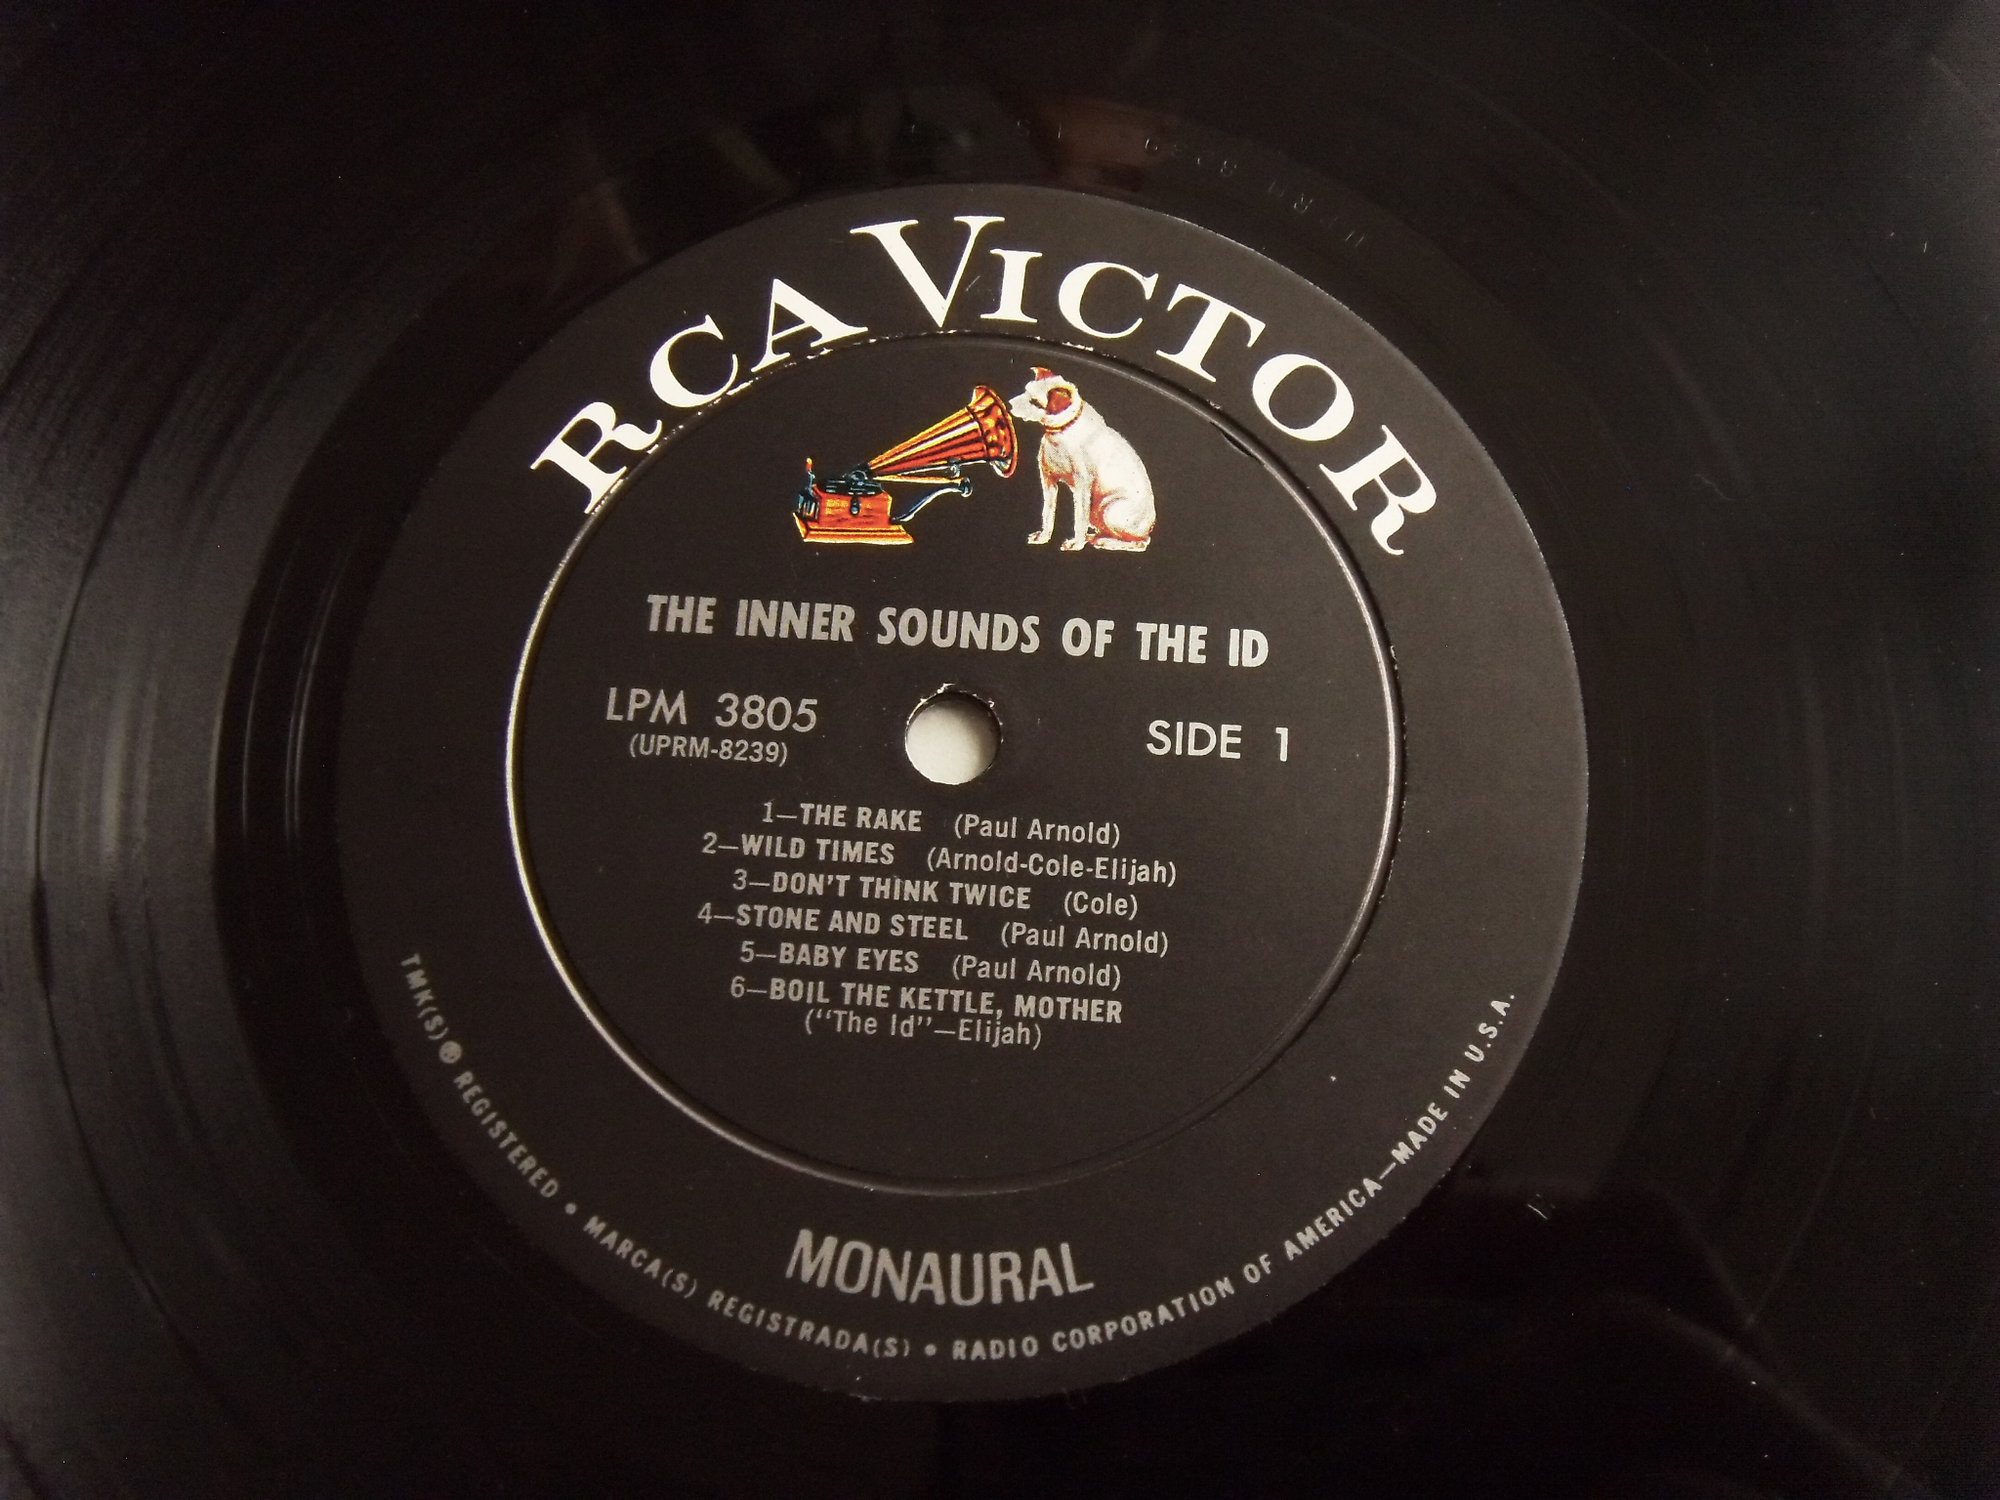 RCA VICTOR
THE INNER SOUNDS OF THE ID
LPM 3805
(UPRM-8239)
SIDE 1
1—THE RAKE (Paul Arnold)
2—WILD TIMES (Arnold-Cole-Elijah)
3—DON'T THINK TWICE (Cole)
4—STONE AND STEEL (Paul Arnold)
5—BABY EYES (Paul Arnold)
6—BOIL THE KETTLE, MOTHER
("The Id"—Elijah)
MONAURAL
TMK(S) ® REGISTERED • MARCA(S) REGISTRADA(S) • RADIO CORPORATION OF AMERICA—MADE IN U.S.A.